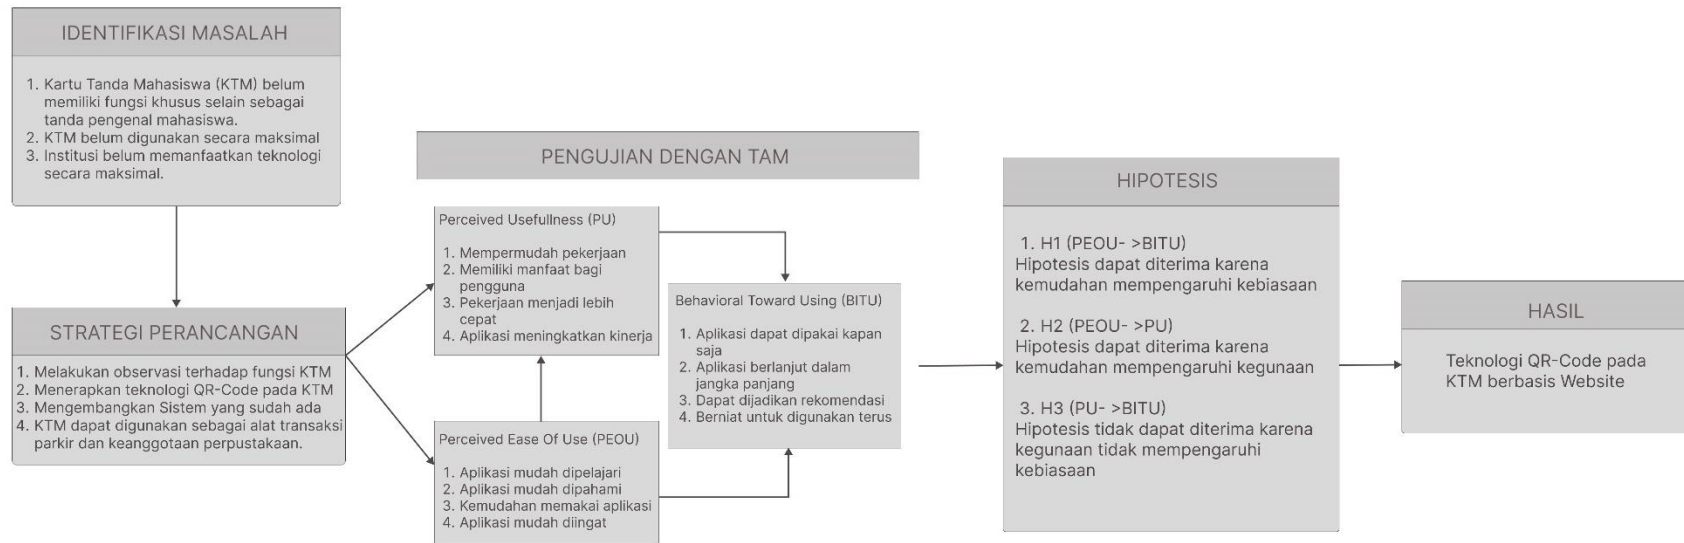 IDENTIFIKASI MASALAH
1. Kartu Tanda Mahasiswa (KTM) belum
memiliki fungsi khusus selain sebagai
tanda pengenal mahasiswa.
2. KTM belum digunakan secara maksimal
3. Institusi belum memanfaatkan teknologi
secara maksimal.
STRATEGI PERANCANGAN
1. Melakukan observasi terhadap fungsi KTM
2. Menerapkan teknologi QR-Code pada KTM
3. Mengembangkan Sistem yang sudah ada
4. KTM dapat digunakan sebagai alat transaksi
parkir dan keanggotaan perpustakaan.
PENGUJIAN DENGAN TAM
Perceived Usefullness (PU)
1. Mempermudah pekerjaan
2. Memiliki manfaat bagi
pengguna
3. Pekerjaan menjadi lebih
cepat
4. Aplikasi meningkatkan kinerja
Perceived Ease Of Use (PEOU)
1. Aplikasi mudah dipelajari
2. Aplikasi mudah dipahami
3. Kemudahan memakai aplikasi
4. Aplikasi mudah diingat
Behavioral Toward Using (BITU)
1. Aplikasi dapat dipakai kapan
saja
2. Aplikasi berlanjut dalam
jangka panjang
3. Dapat dijadikan rekomendasi
4. Berniat untuk digunakan terus
HIPOTESIS
1. H1 (PEOU- >BITU)
Hipotesis dapat diterima karena
kemudahan mempengaruhi kebiasaan
2. H2 (PEOU- >PU)
Hipotesis dapat diterima karena
kemudahan mempengaruhi kegunaan
3. H3 (PU- >BITU)
Hipotesis tidak dapat diterima karena
kegunaan tidak mempengaruhi
kebiasaan
HASIL
Teknologi QR-Code pada
KTM berbasis Website